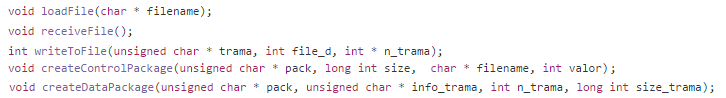 void loadFile(char * filename);
void receiveFile();
int writeToFile(unsigned char * trama, int file_d, int * n_trama);
void createControlPackage(unsigned char * pack, long int size,  char * filename, int valor);
void createDataPackage(unsigned char * pack, unsigned char * info_trama, int n_trama, long int size_trama);